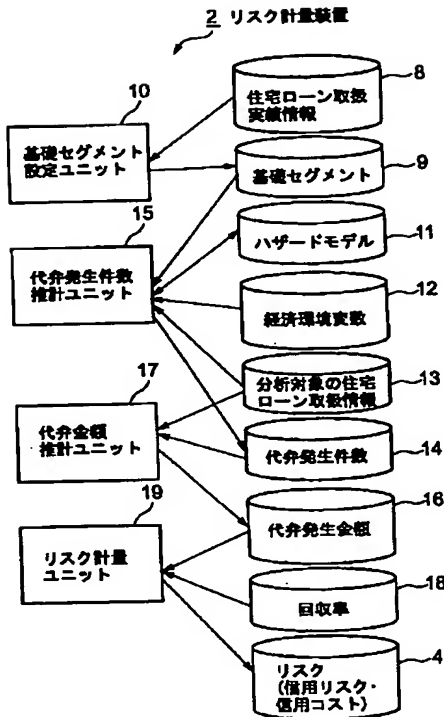 2 リスク計量装置
8
住宅ローン取扱
実績情報
10
基礎セグメント
設定ユニット
9
基礎セグメント
15
代弁発生件数
推計ユニット
11
ハザードモデル
12
経済環境変数
13
分析対象の住宅
ローン取扱情報
17
代弁金額
推計ユニット
14
代弁発生件数
16
代弁発生金額
19
リスク計量
ユニット
18
回収率
4
リスク
(信用リスク・
信用コスト)